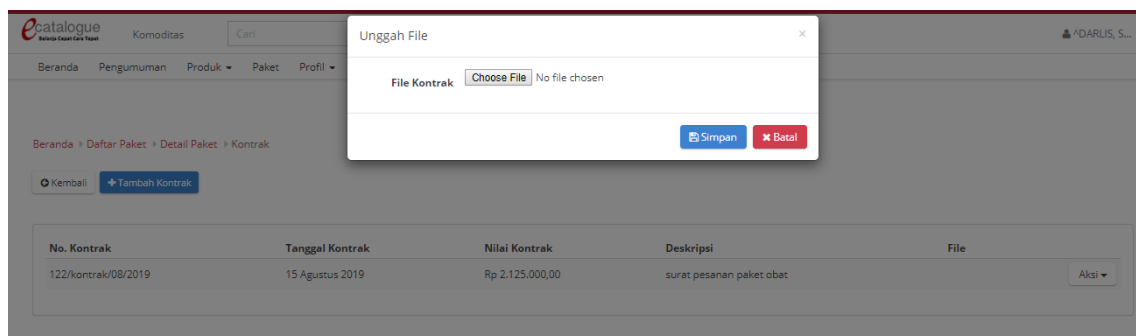 ecatalogue
Belanja Cepat Cara Tepat
Komoditas
Cari
^DARLIS, S...
Beranda Pengumuman Produk Paket Profil
Unggah File ×
File Kontrak Choose File No file chosen
Simpan Batal
Beranda Daftar Paket Detail Paket Kontrak
Kembali Tambah Kontrak
No. Kontrak Tanggal Kontrak Nilai Kontrak Deskripsi File
122/kontrak/08/2019 15 Agustus 2019 Rp 2.125.000,00 surat pesanan paket obat Aksi